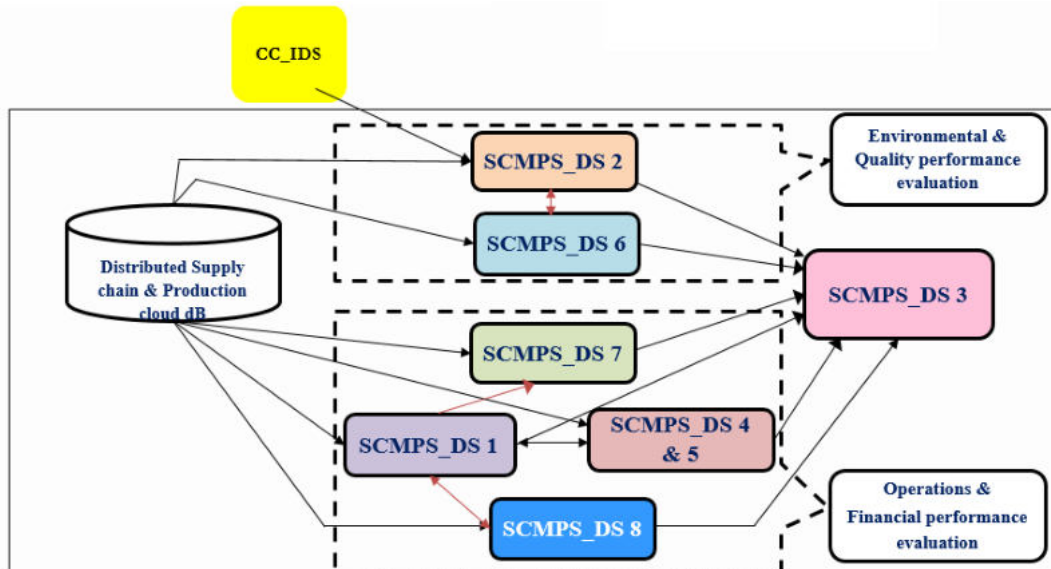 CC_IDS
SCMPS_DS 2
Environmental &
Quality performance
evaluation
SCMPS_DS 6
Distributed Supply
chain & Production
cloud dB
SCMPS_DS 3
SCMPS_DS 7
SCMPS_DS 1
SCMPS_DS 4
& 5
SCMPS_DS 8
Operations &
Financial performance
evaluation